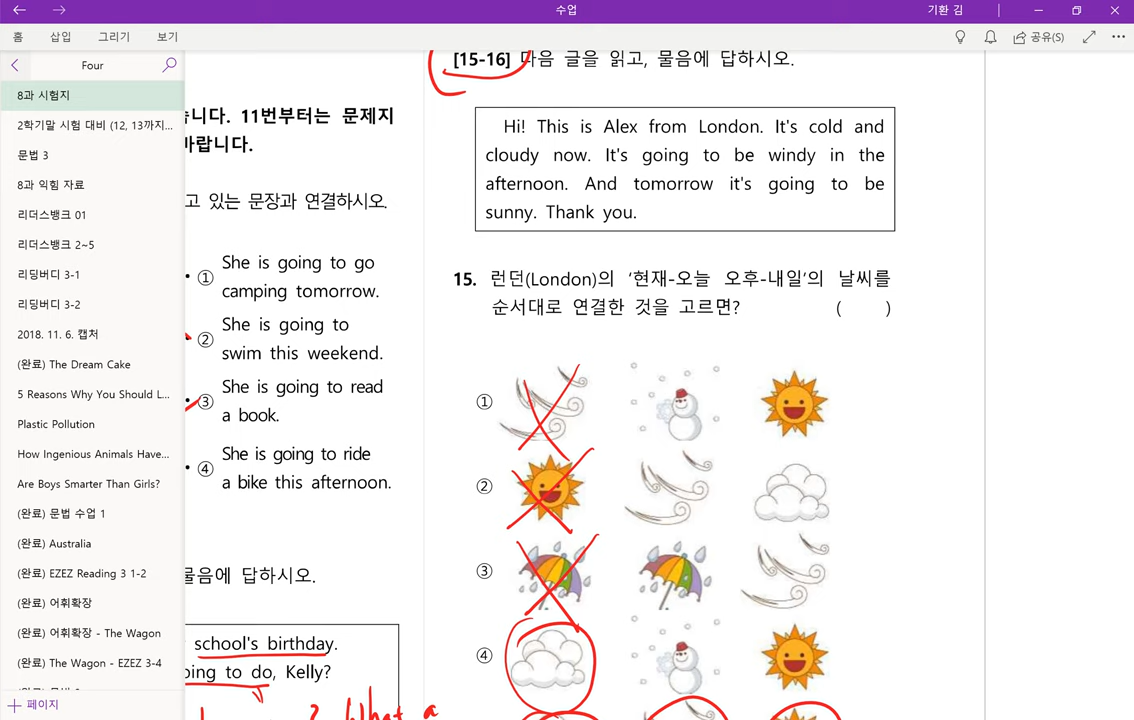 수업
기환 김
홈 삽입 그리기 보기
공유(S)
Four
8과 시험지
2학기말 시험 대비 (12, 13까지...
문법 3
8과 익힘 자료
리더스뱅크 01
리더스뱅크 2~5
리딩버디 3-1
리딩버디 3-2
2018. 11. 6. 캡처
(완료) The Dream Cake
5 Reasons Why You Should L...
Plastic Pollution
How Ingenious Animals Have...
Are Boys Smarter Than Girls?
(완료) 문법 수업 1
(완료) Australia
(완료) EZEZ Reading 3 1-2
(완료) 어휘확장
(완료) 어휘확장 - The Wagon
(완료) The Wagon - EZEZ 3-4
페이지
니다. 11번부터는 문제지
바랍니다.
고 있는 문장과 연결하시오.
① She is going to go
camping tomorrow.
② She is going to
swim this weekend.
③ She is going to read
a book.
④ She is going to ride
a bike this afternoon.
물음에 답하시오.
school's birthday.
ping to do, Kelly?
? What a
[15-16] 다음 글을 읽고, 물음에 답하시오.
Hi! This is Alex from London. It's cold and
cloudy now. It's going to be windy in the
afternoon. And tomorrow it's going to be
sunny. Thank you.
15. 런던(London)의 '현재-오늘 오후-내일'의 날씨를
순서대로 연결한 것을 고르면? ( )
①
②
③
④